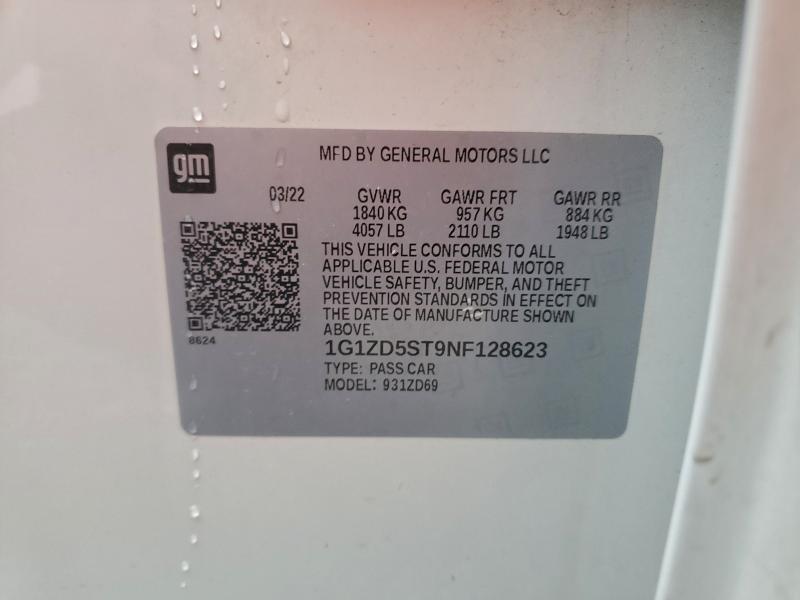 gm
MFD BY GENERAL MOTORS LLC
03/22 GVWR GAWR FRT GAWR RR
1840 KG 957 KG 884 KG
4057 LB 2110 LB 1948 LB
THIS VEHICLE CONFORMS TO ALL
APPLICABLE U.S. FEDERAL MOTOR
VEHICLE SAFETY, BUMPER, AND THEFT
PREVENTION STANDARDS IN EFFECT ON
THE DATE OF MANUFACTURE SHOWN
ABOVE.
8624
1G1ZD5ST9NF128623
TYPE: PASS CAR
MODEL: 931ZD69